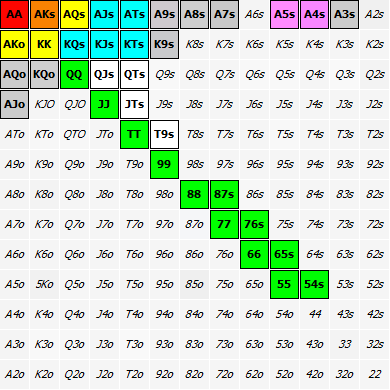 AA AKs AQs AJs ATs A9s A8s A7s A6s A5s A4s A3s A2s
AKo KK KQs KJs KTs K9s K8s K7s K6s K5s K4s K3s K2s
AQo KQo QQ QJs QTs Q9s Q8s Q7s Q6s Q5s Q4s Q3s Q2s
AJo KJO QJO JJ JTs J9s J8s J7s J6s J5s J4s J3s J2s
ATo KTo QTO JTo TT T9s T8s T7s T6s T5s T4s T3s T2s
A9o K9o Q9o J9o T9o 99 98s 97s 96s 95s 94s 93s 92s
A8o K8o Q8o J8o T8o 98o 88 87s 86s 85s 84s 83s 82s
A7o K7o Q7o J7o T7o 97o 87o 77 76s 75s 74s 73s 72s
A6o K6o Q6o J6o T6o 96o 86o 76o 66 65s 64s 63s 62s
A5o 5Ko Q5o J5o T5o 95o 85o 75o 65o 55 54s 53s 52s
A4o K4o Q4o J4o T4o 94o 84o 74o 64o 54o 44 43s 42s
A3o K3o Q3o J3o T3o 93o 83o 73o 63o 53o 43o 33 32s
A2o K2o Q2o J2o T2o 92o 82o 72o 62o 52o 42o 32o 22